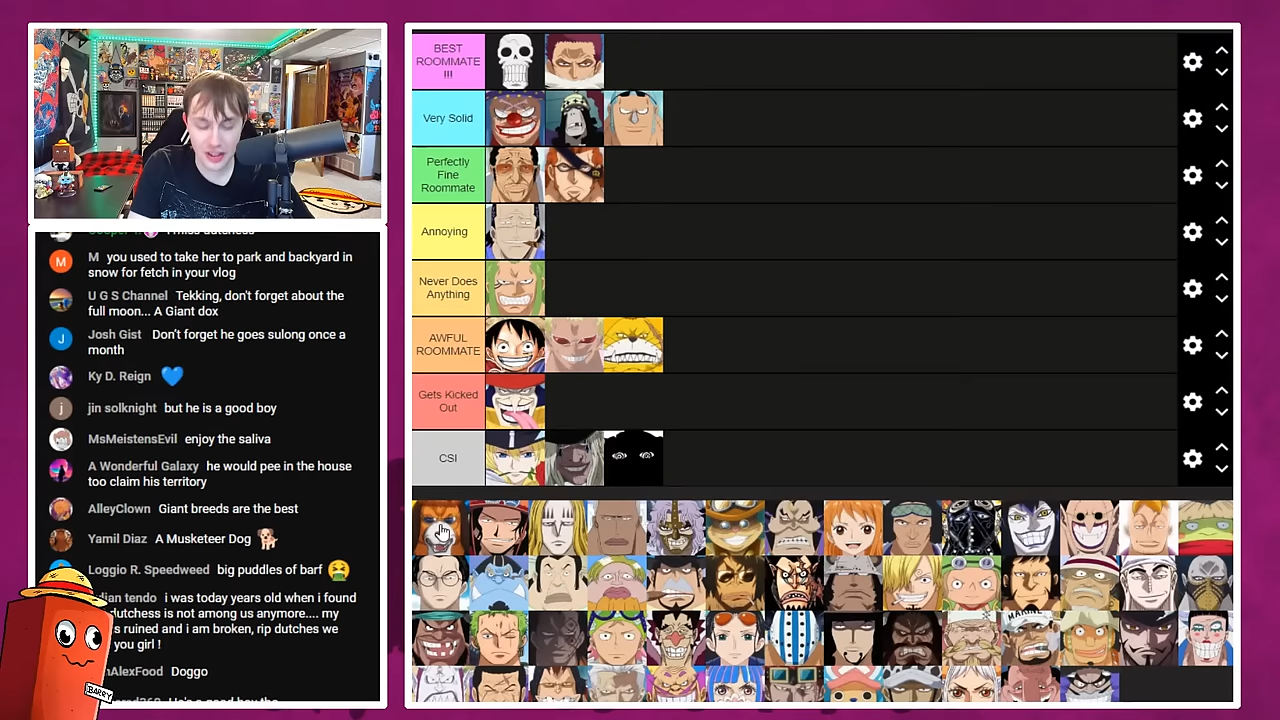 BEST
ROOMMATE
!!!
Very Solid
Perfectly
Fine
Roommate
Annoying
Never Does
Anything
AWFUL
ROOMMATE
Gets Kicked
Out
CSI
M you used to take her to park and backyard in
snow for fetch in your vlog
U G S Channel Tekking, don't forget about the
full moon... A Giant dox
Josh Gist Don't forget he goes sulong once a
month
Ky D. Reign 💙
jin solknight but he is a good boy
MsMeistensEvil enjoy the saliva
A Wonderful Galaxy he would pee in the house
too claim his territory
AlleyClown Giant breeds are the best
Yamil Diaz A Musketeer Dog 🐕
Loggio R. Speedweed big puddles of barf 🤮
tendo i was today years old when i found
dutchess is not among us anymore.... my
ruined and i am broken, rip dutches we
you girl !
AlexFood Doggo
BARRY
MARINE